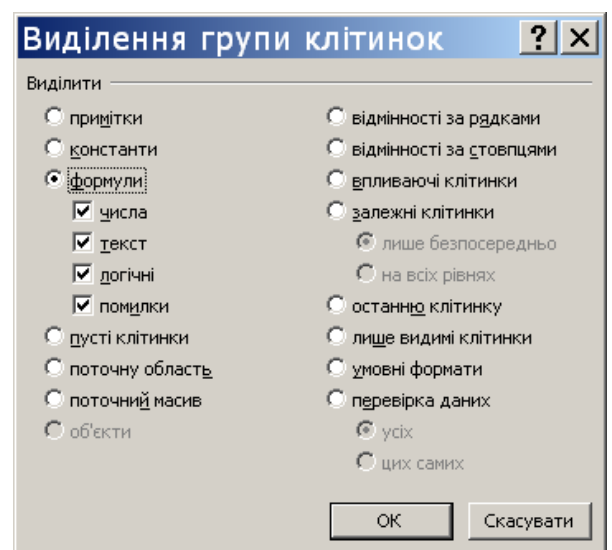 Виділення групи клітинок
Виділити
примітки
константи
формули
числа
текст
логічні
помилки
пусті клітинки
поточну область
поточний масив
об'єкти
відмінності за рядками
відмінності за стовпцями
впливаючі клітинки
залежні клітинки
лише безпосередньо
на всіх рівнях
останню клітинку
лише видимі клітинки
умовні формати
перевірка даних
усіх
цих самих
ОК
Скасувати